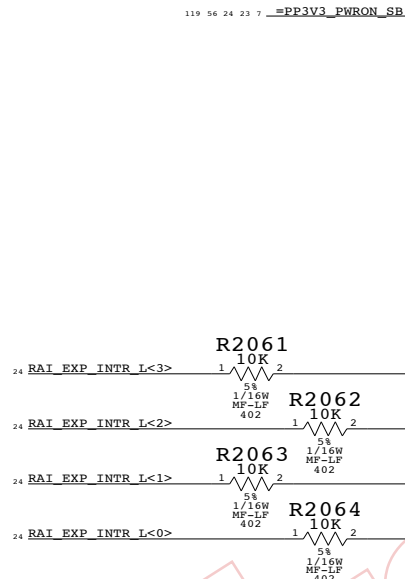 119 56 24 23 7 =PP3V3_PWRON_SB
R2061
10K
24 RAI_EXP_INTR_L<3> 1 2
5%
1/16W
MF-LF
402
R2062
10K
24 RAI_EXP_INTR_L<2> 1 2
5%
1/16W
MF-LF
402
R2063
10K
24 RAI_EXP_INTR_L<1> 1 2
5%
1/16W
MF-LF
402
R2064
10K
24 RAI_EXP_INTR_L<0> 1 2
5%
1/16W
MF-LF
402